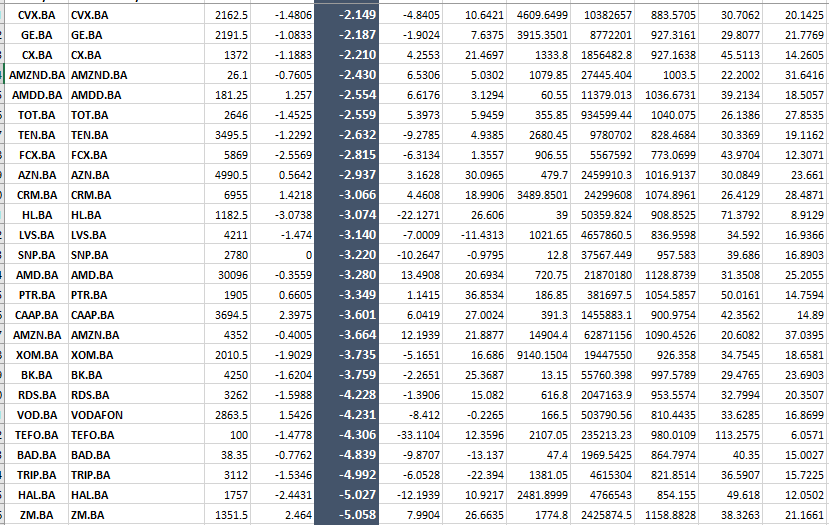 CVX.BA CVX.BA 2162.5 -1.4806 -2.149 -4.8405 10.6421 4609.6499 10382657 883.5705 30.7062 20.1425
GE.BA GE.BA 2191.5 -1.0833 -2.187 -1.9024 7.6375 3915.3501 8772201 927.3161 29.8077 21.7769
CX.BA CX.BA 1372 -1.1883 -2.210 4.2553 21.4697 1333.8 1856482.8 927.1638 45.5113 14.2605
AMZND.BA AMZND.BA 26.1 -0.7605 -2.430 6.5306 5.0302 1079.85 27445.404 1003.5 22.2002 31.6416
AMDD.BA AMDD.BA 181.25 1.257 -2.554 6.6176 3.1294 60.55 11379.013 1036.6731 39.2134 18.5057
TOT.BA TOT.BA 2646 -1.4525 -2.559 5.3973 5.9459 355.85 934599.44 1040.075 26.1386 27.8535
TEN.BA TEN.BA 3495.5 -1.2292 -2.632 -9.2785 4.9385 2680.45 9780702 828.4684 30.3369 19.1162
FCX.BA FCX.BA 5869 -2.5569 -2.815 -6.3134 1.3557 906.55 5567592 773.0699 43.9704 12.3071
AZN.BA AZN.BA 4990.5 0.5642 -2.937 3.1628 30.0965 479.7 2459910.3 1016.9137 30.0849 23.661
CRM.BA CRM.BA 6955 1.4218 -3.066 4.4608 18.9906 3489.8501 24299608 1074.8961 26.4129 28.4871
HL.BA HL.BA 1182.5 -3.0738 -3.074 -22.1271 26.606 39 50359.824 908.8525 71.3792 8.9129
LVS.BA LVS.BA 4211 -1.474 -3.140 -7.0009 -11.4313 1021.65 4657860.5 836.9598 34.592 16.9366
SNP.BA SNP.BA 2780 0 -3.220 -10.2647 -0.9795 12.8 37567.449 957.583 39.686 16.8903
AMD.BA AMD.BA 30096 -0.3559 -3.280 13.4908 20.6934 720.75 21870180 1128.8739 31.3508 25.2055
PTR.BA PTR.BA 1905 0.6605 -3.349 1.1415 36.8534 186.85 381697.5 1054.5857 50.0161 14.7594
CAAP.BA CAAP.BA 3694.5 2.3975 -3.601 6.0419 27.0024 391.3 1455883.1 900.9754 42.3562 14.89
AMZN.BA AMZN.BA 4352 -0.4005 -3.664 12.1939 21.8877 14904.4 62871156 1090.4526 20.6082 37.0395
XOM.BA XOM.BA 2010.5 -1.9029 -3.735 -5.1651 16.686 9140.1504 19447550 926.358 34.7545 18.6581
BK.BA BK.BA 4250 -1.6204 -3.759 -2.2651 25.3687 13.15 55760.398 997.5789 29.4765 23.6903
RDS.BA RDS.BA 3262 -1.5988 -4.228 -1.3906 15.082 616.8 2047163.9 953.5574 32.7994 20.3507
VOD.BA VODAFON 2863.5 1.5426 -4.231 -8.412 -0.2265 166.5 503790.56 810.4435 33.6285 16.8699
TEFO.BA TEFO.BA 100 -1.4778 -4.306 -33.1104 12.3596 2107.05 235213.23 980.0109 113.2575 6.0571
BAD.BA BAD.BA 38.35 -0.7762 -4.839 -9.8707 -13.137 47.4 1969.5425 864.7974 40.35 15.0027
TRIP.BA TRIP.BA 3112 -1.5346 -4.992 -6.0528 -22.394 1381.05 4615304 821.8514 36.5907 15.7225
HAL.BA HAL.BA 1757 -2.4431 -5.027 -12.1939 10.9217 2481.8999 4766543 854.155 49.618 12.0502
ZM.BA ZM.BA 1351.5 2.464 -5.058 7.9904 26.6635 1774.8 2425874.5 1158.8828 38.3263 21.1661